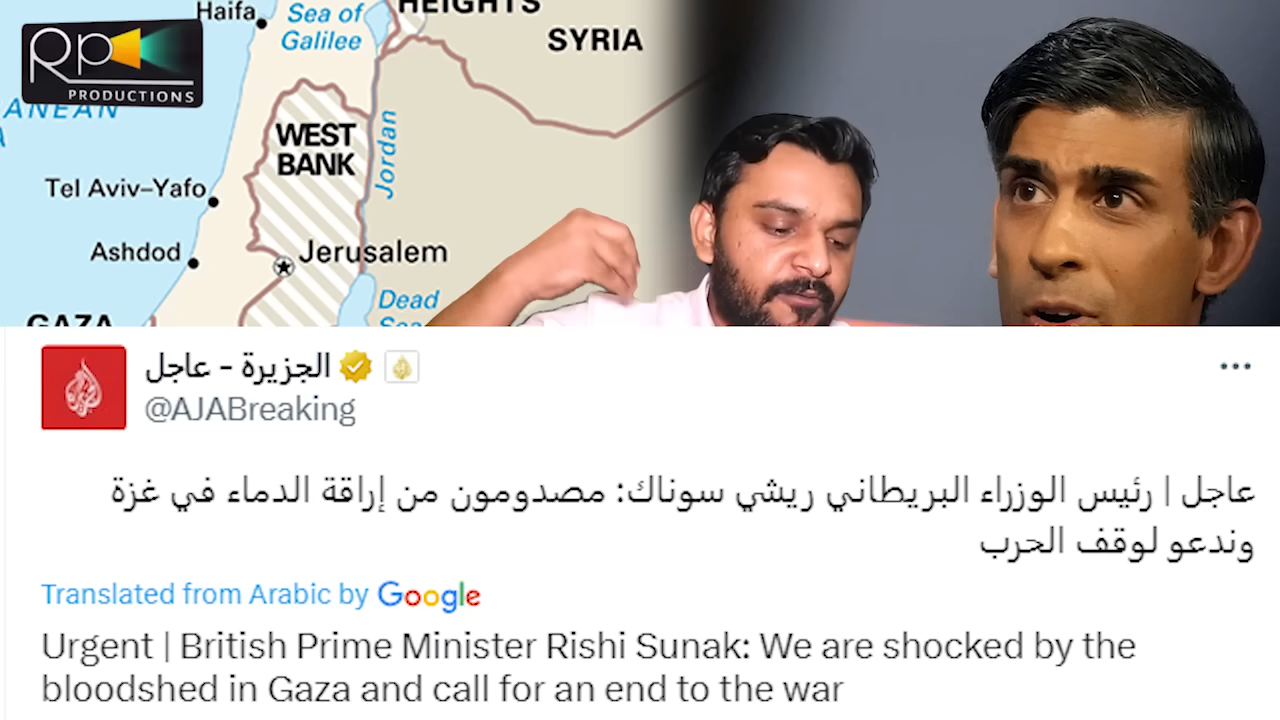 HEIGHTS
Haifa
Sea of
Galilee
SYRIA
RP
PRODUCTIONS
ANEAN
WEST
BANK
Jordan
Tel Aviv–Yafo
Ashdod
Jerusalem
Dead
Sea
GAZA
الجزيرة - عاجل
@AJABreaking
عاجل | رئيس الوزراء البريطاني ريشي سوناك: مصدومون من إراقة الدماء في غزة
وندعو لوقف الحرب
Translated from Arabic by Google
Urgent | British Prime Minister Rishi Sunak: We are shocked by the
bloodshed in Gaza and call for an end to the war